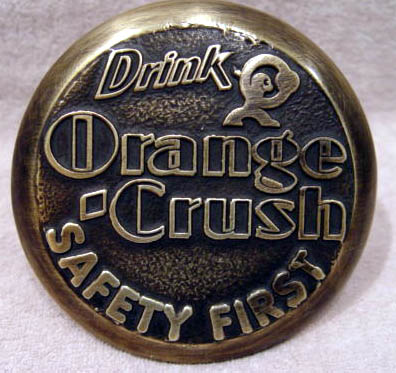 Drink
Orange
-Crush
SAFETY FIRST